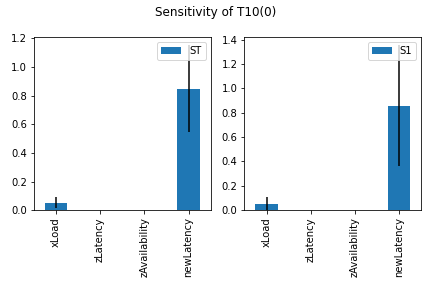 Sensitivity of T10(0)
1.2
1.0
0.8
0.6
0.4
0.2
0.0
ST
xLoad
zLatency
zAvailability
newLatency
1.4
1.2
1.0
0.8
0.6
0.4
0.2
0.0
S1
xLoad
zLatency
zAvailability
newLatency